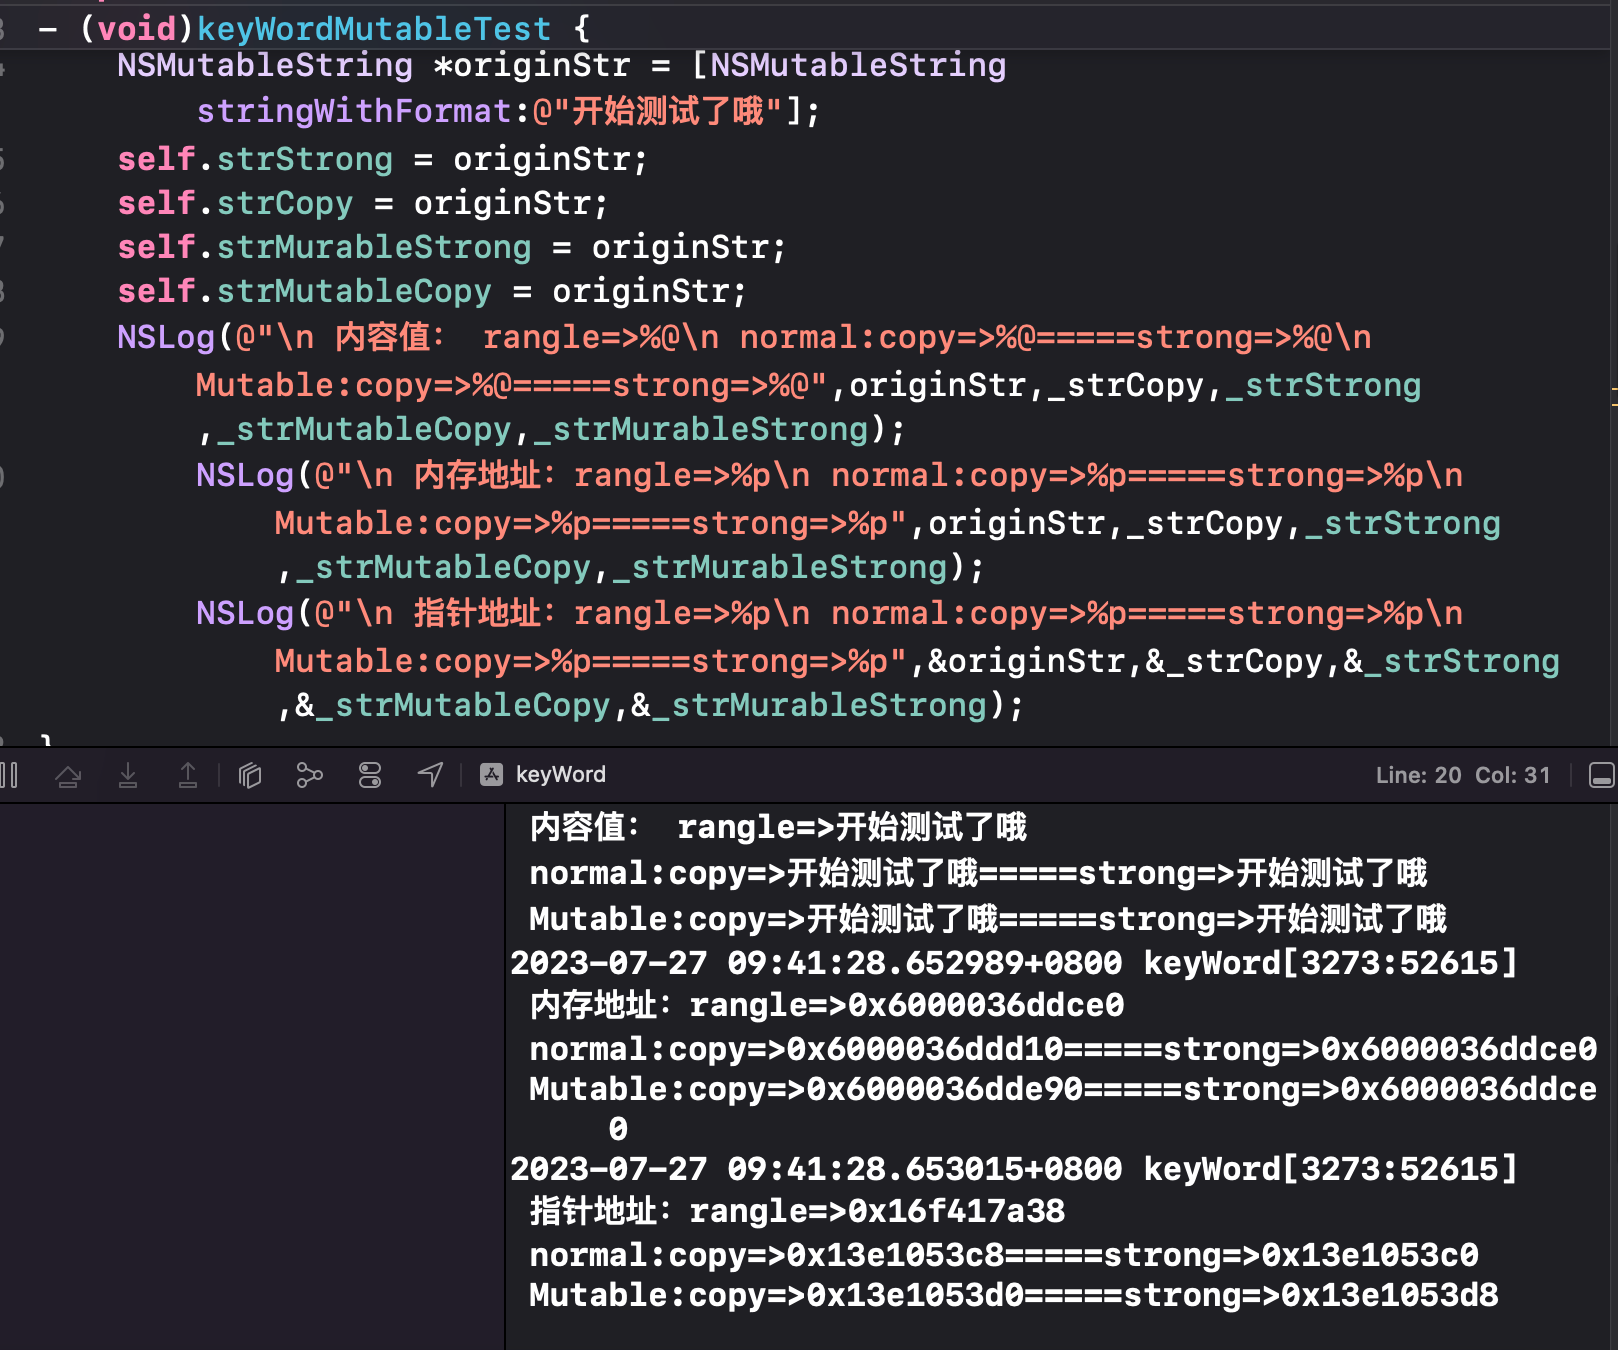 - (void)keyWordMutableTest {
NSMutableString *originStr = [NSMutableString
stringWithFormat:@"开始测试了哦"];
self.strStrong = originStr;
self.strCopy = originStr;
self.strMurableStrong = originStr;
self.strMutableCopy = originStr;
NSLog(@"\n 内容值： rangle=>%@\n normal:copy=>%@=====strong=>%@\n
Mutable:copy=>%@=====strong=>%@",originStr,_strCopy,_strStrong
,_strMutableCopy,_strMurableStrong);
NSLog(@"\n 内存地址：rangle=>%p\n normal:copy=>%p=====strong=>%p\n
Mutable:copy=>%p=====strong=>%p",originStr,_strCopy,_strStrong
,_strMutableCopy,_strMurableStrong);
NSLog(@"\n 指针地址：rangle=>%p\n normal:copy=>%p=====strong=>%p\n
Mutable:copy=>%p=====strong=>%p",&originStr,&_strCopy,&_strStrong
,&_strMutableCopy,&_strMurableStrong);
}
keyWord
Line: 20 Col: 31
内容值： rangle=>开始测试了哦
normal:copy=>开始测试了哦=====strong=>开始测试了哦
Mutable:copy=>开始测试了哦=====strong=>开始测试了哦
2023-07-27 09:41:28.652989+0800 keyWord[3273:52615]
内存地址：rangle=>0x6000036ddce0
normal:copy=>0x6000036ddd10=====strong=>0x6000036ddce0
Mutable:copy=>0x6000036dde90=====strong=>0x6000036ddce
0
2023-07-27 09:41:28.653015+0800 keyWord[3273:52615]
指针地址：rangle=>0x16f417a38
normal:copy=>0x13e1053c8=====strong=>0x13e1053c0
Mutable:copy=>0x13e1053d0=====strong=>0x13e1053d8